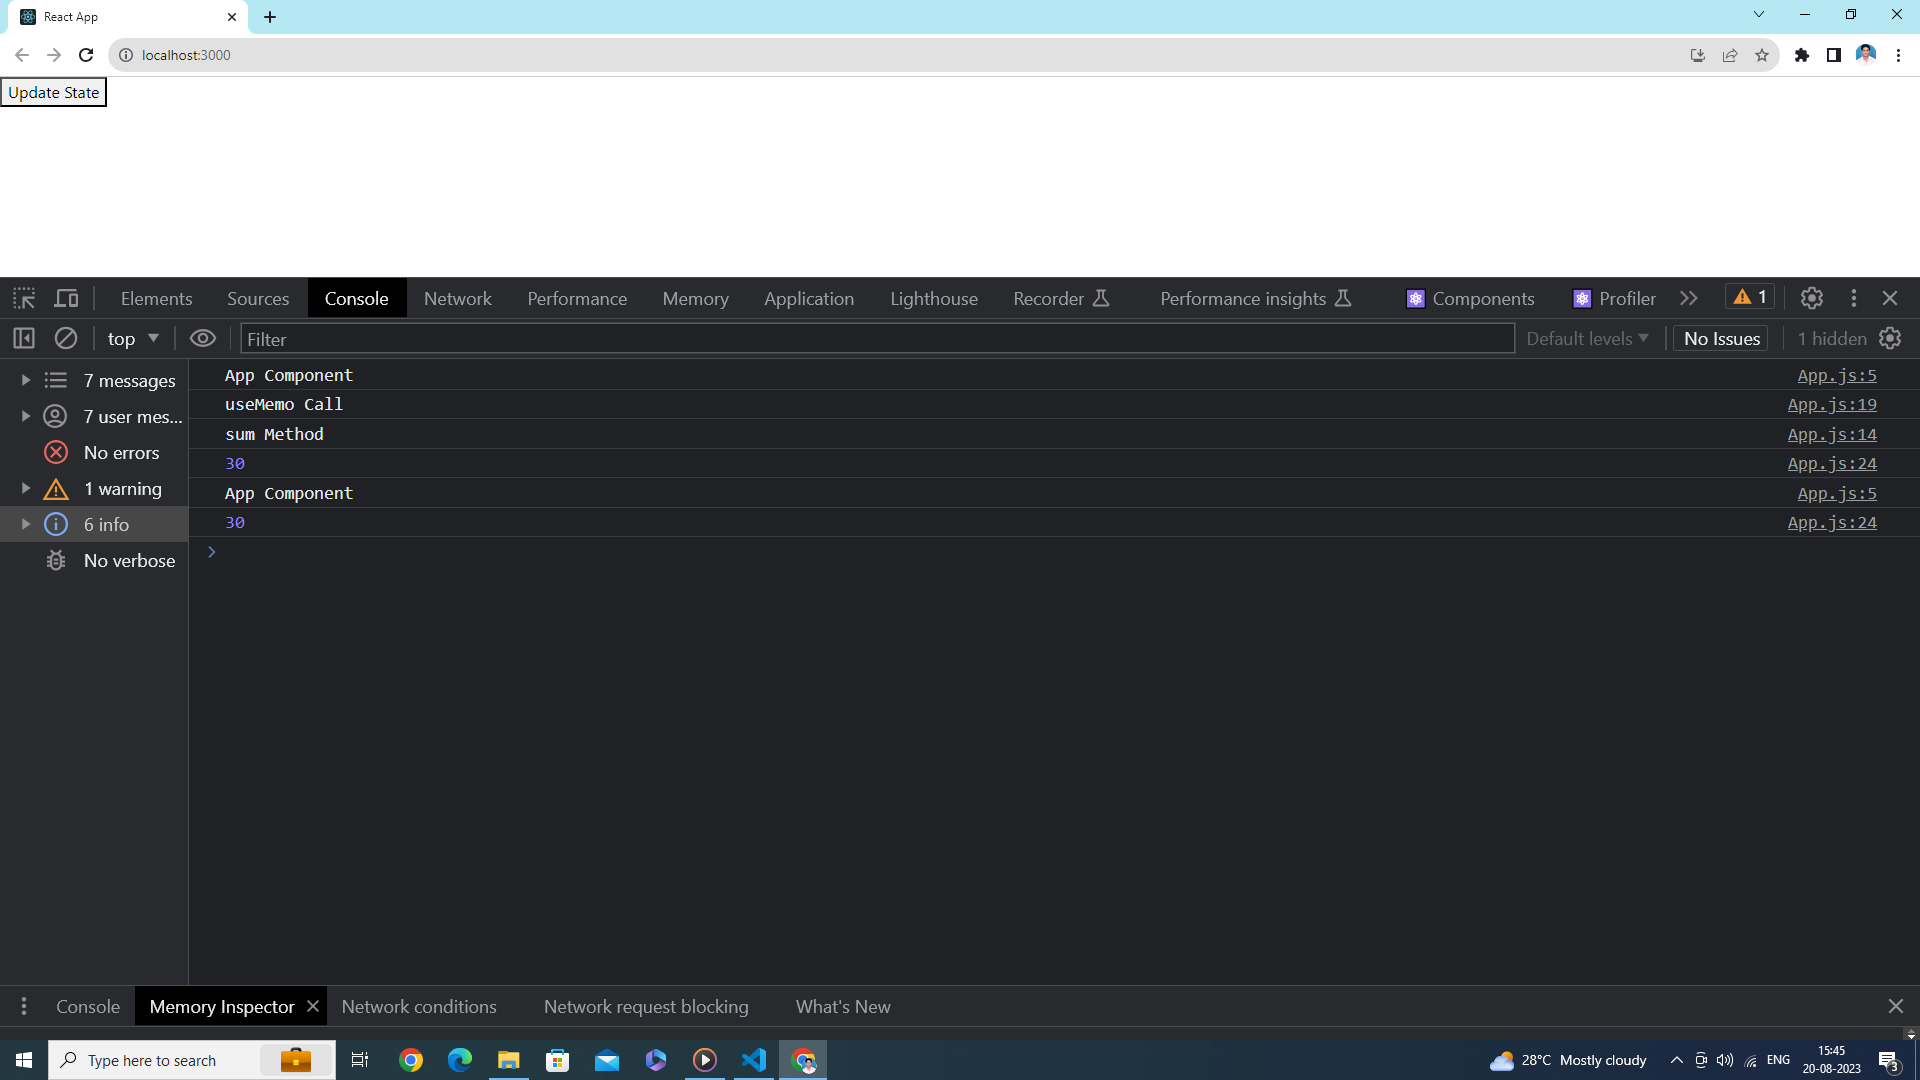 React App
localhost:3000
Update State
Elements Sources Console Network Performance Memory Application Lighthouse Recorder Performance insights Components Profiler 1
top Filter Default levels No Issues 1 hidden
7 messages
7 user mes...
No errors
1 warning
6 info
No verbose
App Component App.js:5
useMemo Call App.js:19
sum Method App.js:14
30 App.js:24
App Component App.js:5
30 App.js:24
Console Memory Inspector Network conditions Network request blocking What's New
Type here to search 28°C Mostly cloudy ENG 15:45
20-08-2023 3